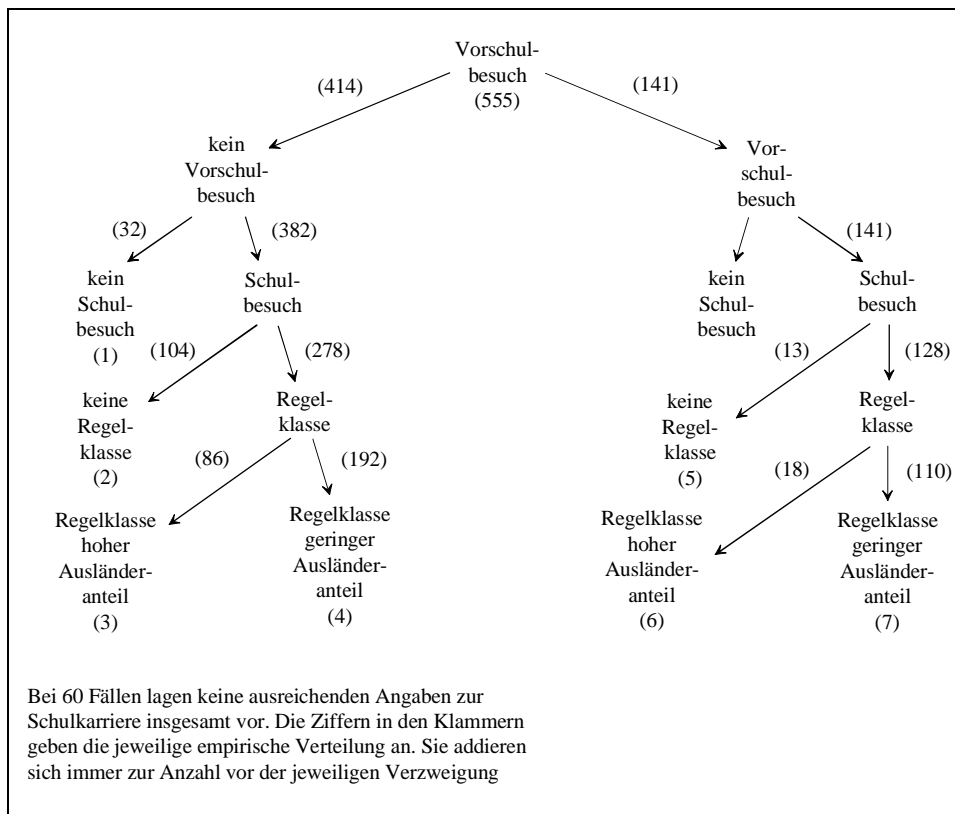 Vorschul-
besuch
(555)
(414)
(141)
kein
Vorschul-
besuch
Vor-
schul-
besuch
(32)
(382)
(141)
kein
Schul-
besuch
(1)
Schul-
besuch
kein
Schul-
besuch
Schul-
besuch
(104)
(278)
(13)
(128)
keine
Regel-
klasse
(2)
Regel-
klasse
keine
Regel-
klasse
(5)
Regel-
klasse
(86)
(192)
(18)
(110)
Regelklasse
hoher
Ausländer-
anteil
(3)
Regelklasse
geringer
Ausländer-
anteil
(4)
Regelklasse
hoher
Ausländer-
anteil
(6)
Regelklasse
geringer
Ausländer-
anteil
(7)
Bei 60 Fällen lagen keine ausreichenden Angaben zur
Schulkarriere insgesamt vor. Die Ziffern in den Klammern
geben die jeweilige empirische Verteilung an. Sie addieren
sich immer zur Anzahl vor der jeweiligen Verzweigung